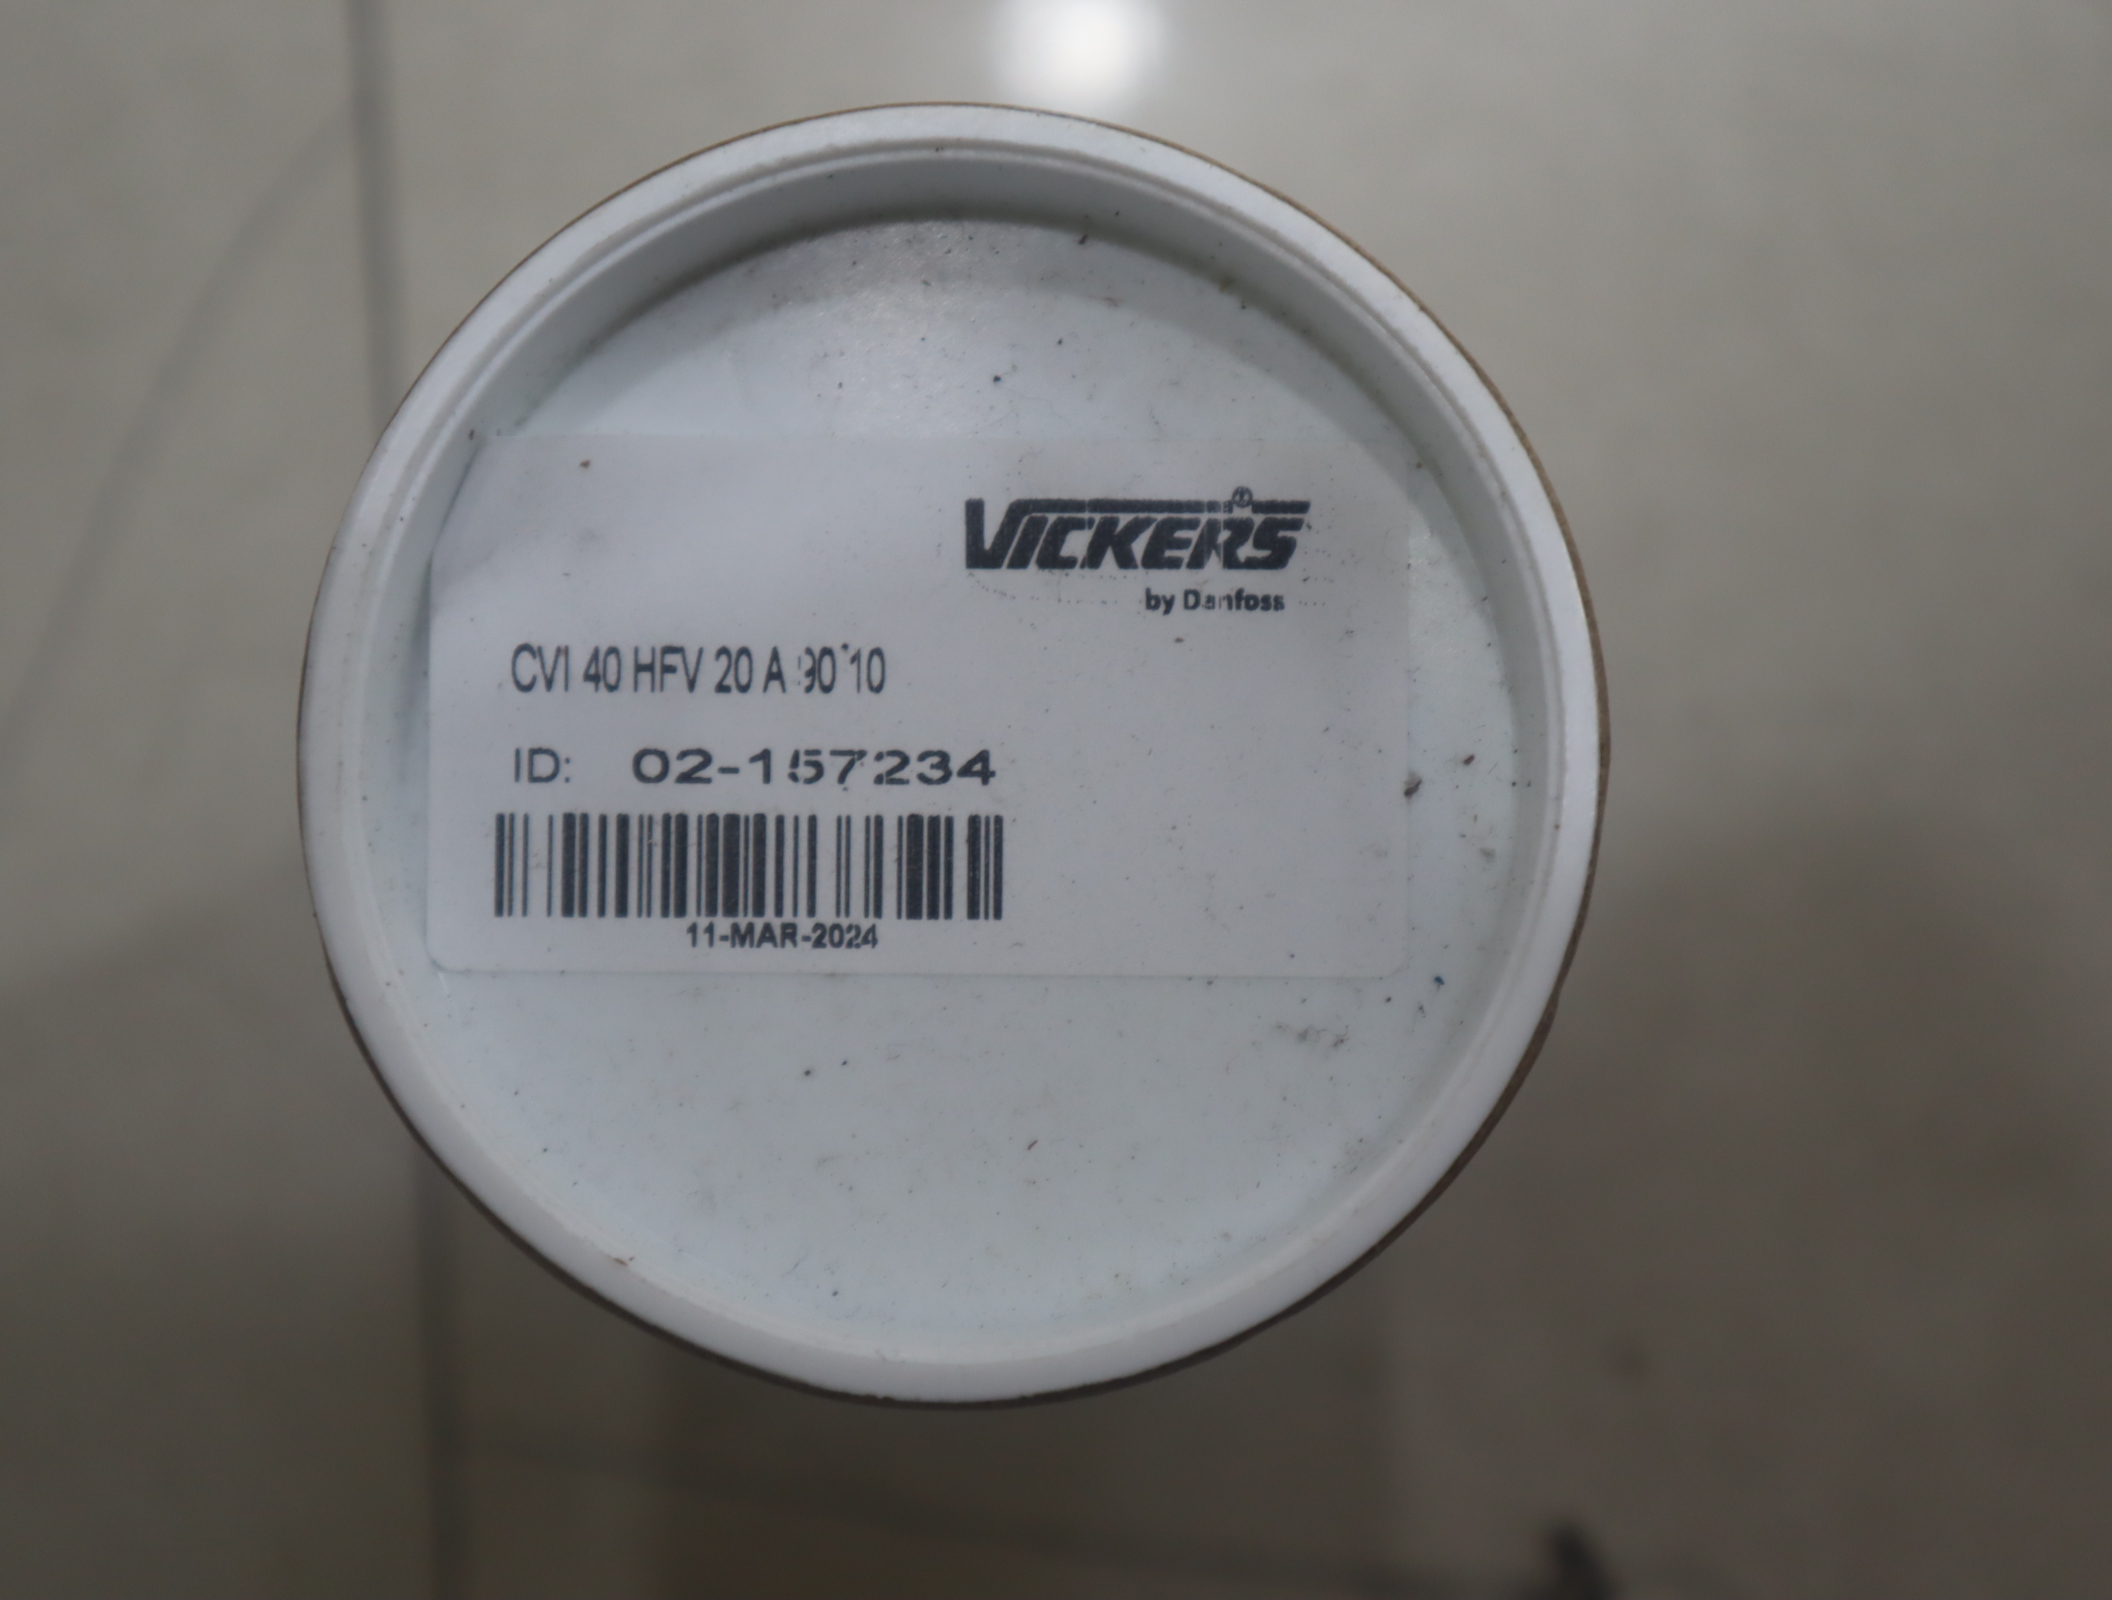 VICKERS®
by Danfoss
CVI 40 HFV 20 A 90 10
ID: 02-157234
11-MAR-2024